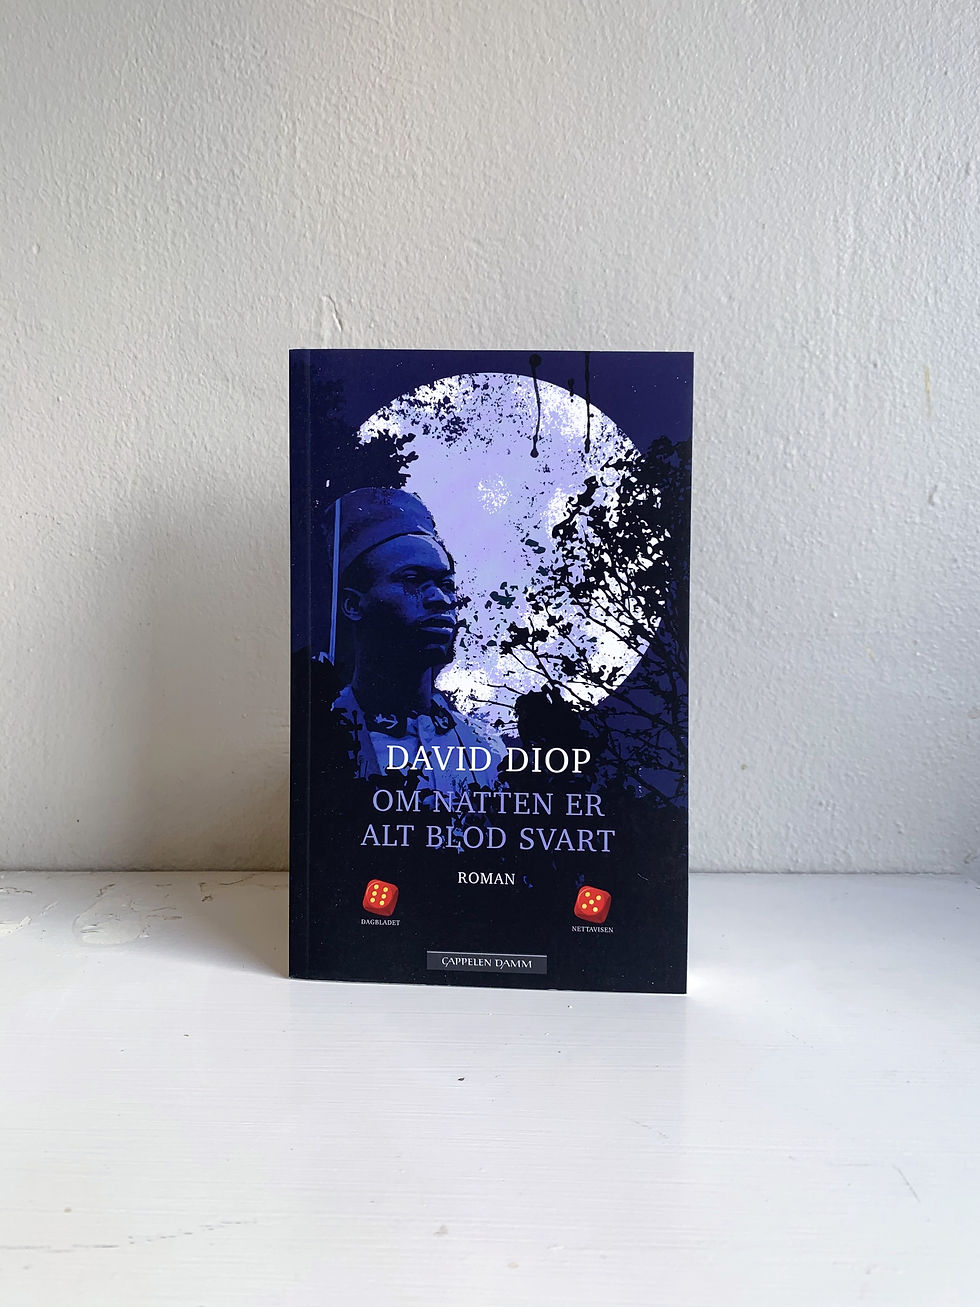 DAVID DIOP
OM NATTEN ER
ALT BLOD SVART
ROMAN
DAGBLADET
NETTAVISEN
CAPPELEN DAMM